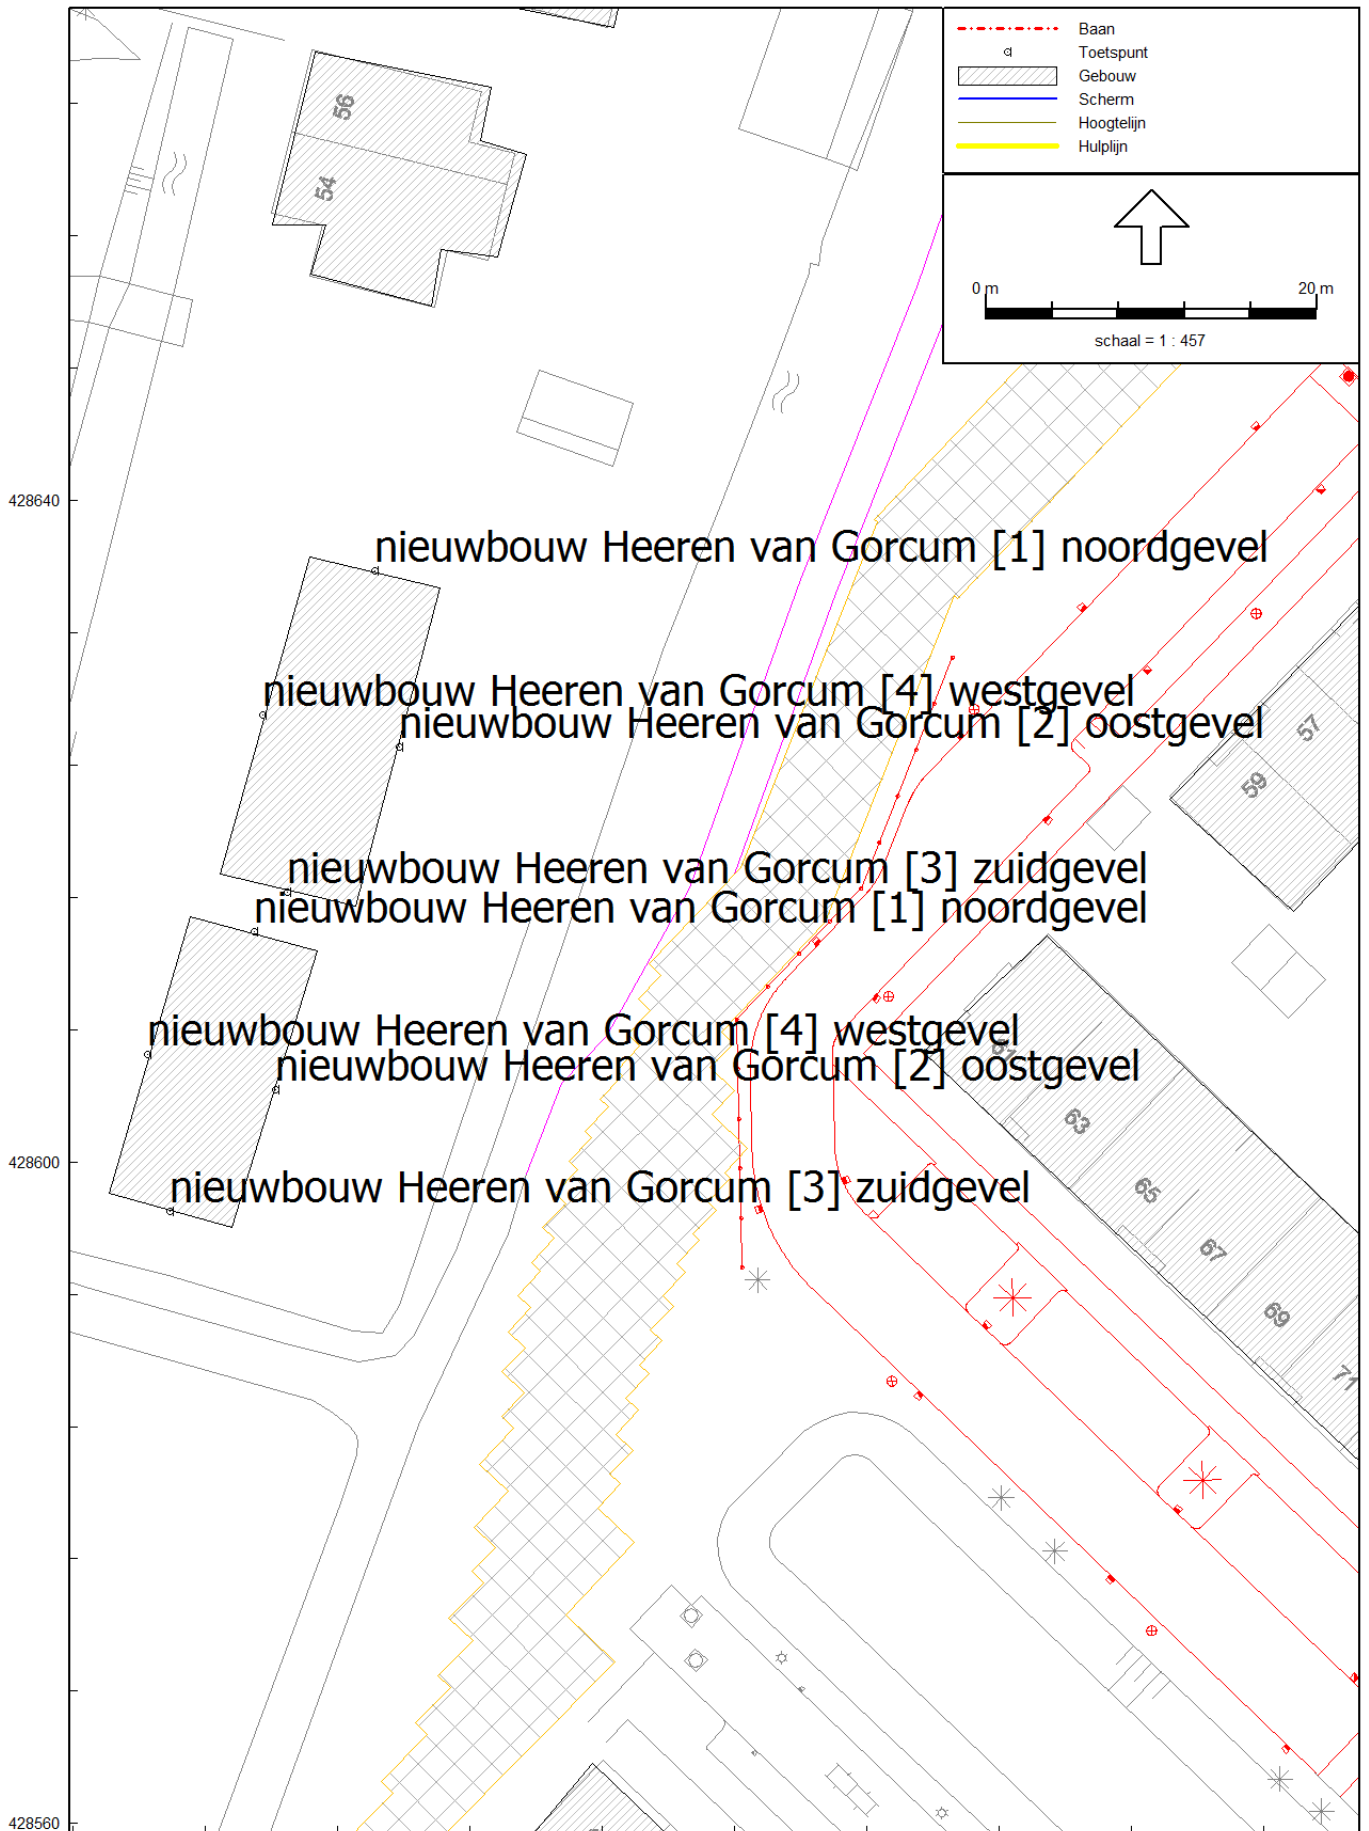 Baan
Toetspunt
Gebouw
Scherm
Hoogtelijn
Hulplijn
0 m 20 m
schaal = 1 : 457
56
54
428640
nieuwbouw Heeren van Gorcum [1] noordgevel
nieuwbouw Heeren van Gorcum [4] westgevel
nieuwbouw Heeren van Gorcum [2] oostgevel
57
59
nieuwbouw Heeren van Gorcum [3] zuidgevel
nieuwbouw Heeren van Gorcum [1] noordgevel
nieuwbouw Heeren van Gorcum [4] westgevel
61
nieuwbouw Heeren van Gorcum [2] oostgevel
63
428600
nieuwbouw Heeren van Gorcum [3] zuidgevel
65
67
69
71
428560